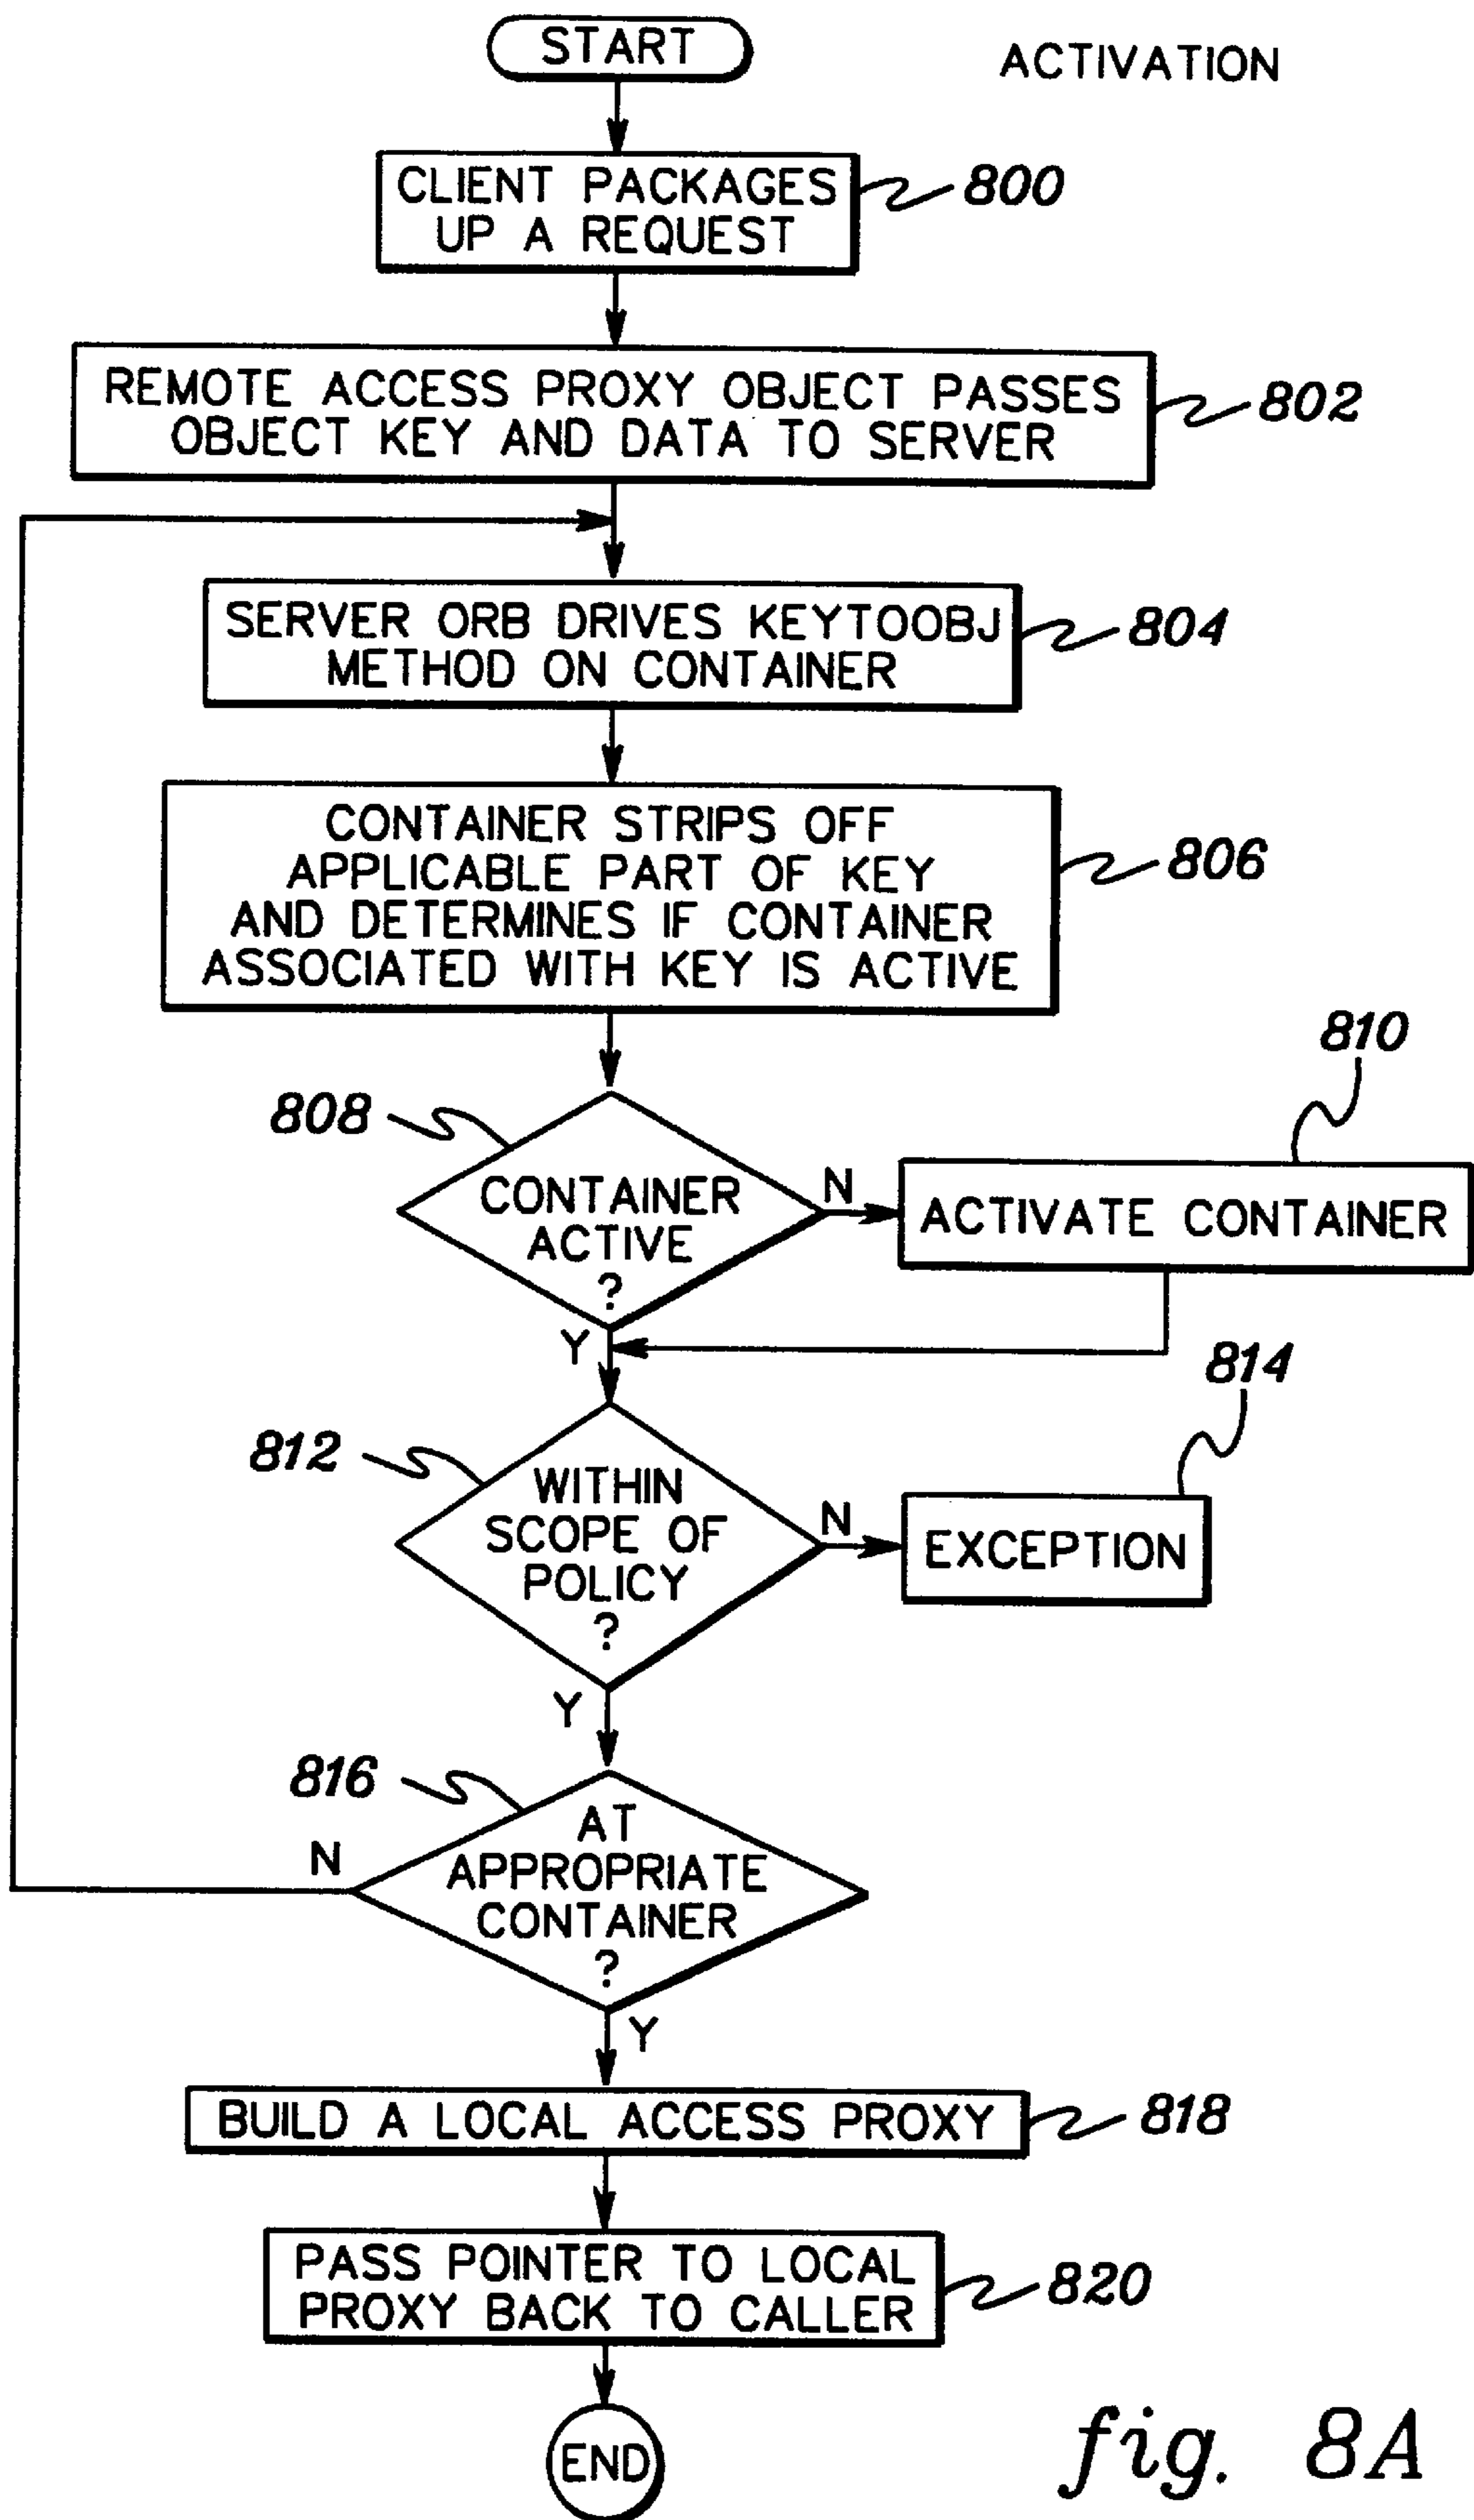 START
ACTIVATION
CLIENT PACKAGES
UP A REQUEST
800
REMOTE ACCESS PROXY OBJECT PASSES
OBJECT KEY AND DATA TO SERVER
802
SERVER ORB DRIVES KEYTOOBJ
METHOD ON CONTAINER
804
CONTAINER STRIPS OFF
APPLICABLE PART OF KEY
AND DETERMINES IF CONTAINER
ASSOCIATED WITH KEY IS ACTIVE
806
808
CONTAINER
ACTIVE
?
N
810
ACTIVATE CONTAINER
Y
812
WITHIN
SCOPE OF
POLICY
?
N
814
EXCEPTION
Y
816
AT
APPROPRIATE
CONTAINER
?
N
Y
BUILD A LOCAL ACCESS PROXY
818
PASS POINTER TO LOCAL
PROXY BACK TO CALLER
820
END
fig. 8A